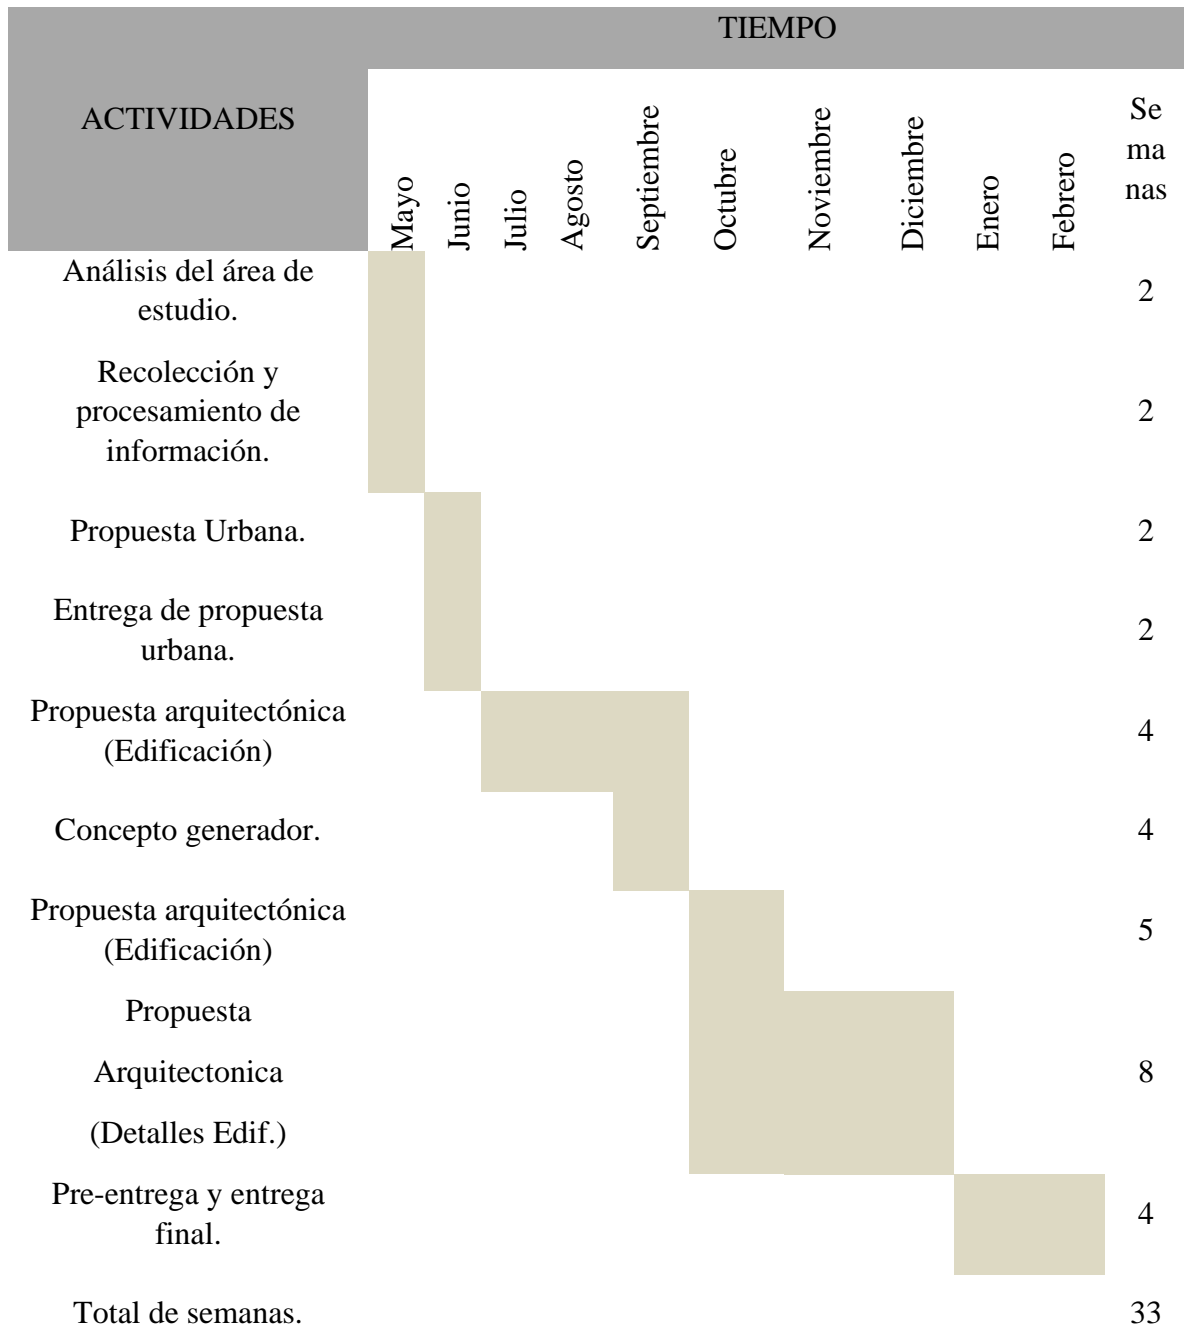 TIEMPO
ACTIVIDADES
Mayo
Junio
Julio
Agosto
Septiembre
Octubre
Noviembre
Diciembre
Enero
Febrero
Se
ma
nas
Análisis del área de
estudio.
2
Recolección y
procesamiento de
información.
2
Propuesta Urbana.
2
Entrega de propuesta
urbana.
2
Propuesta arquitectónica
(Edificación)
4
Concepto generador.
4
Propuesta arquitectónica
(Edificación)
5
Propuesta
Arquitectonica
(Detalles Edif.)
8
Pre-entrega y entrega
final.
4
Total de semanas.
33